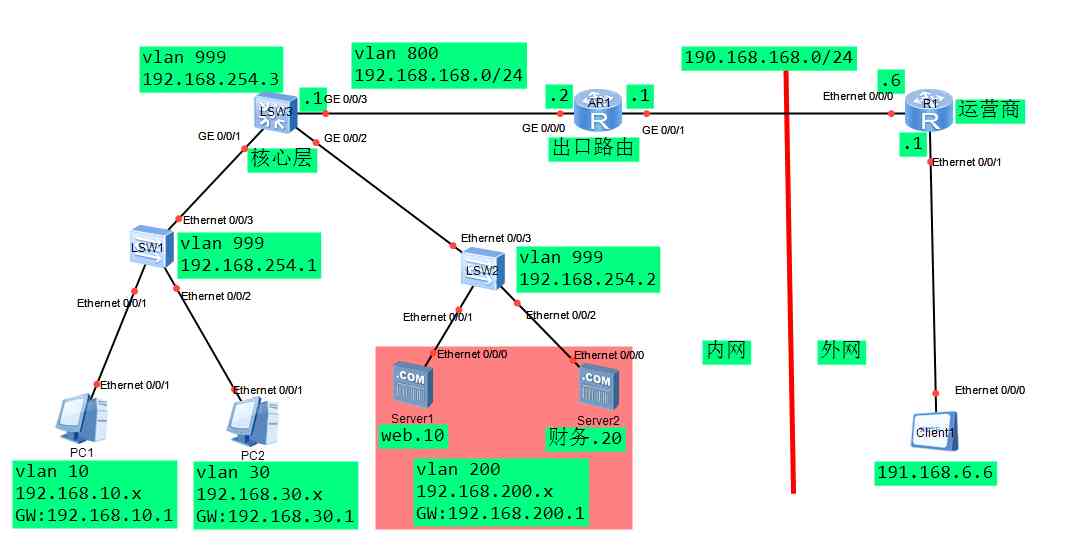 vlan 999
192.168.254.3
vlan 800
192.168.168.0/24
190.168.168.0/24
.1
GE 0/0/3
LSW3
GE 0/0/1
GE 0/0/2
核心层
.2
AR1
R
.1
GE 0/0/0
GE 0/0/1
出口路由
.6
Ethernet 0/0/0
R1
R
运营商
.1
Ethernet 0/0/1
Ethernet 0/0/3
LSW1
vlan 999
192.168.254.1
Ethernet 0/0/1
Ethernet 0/0/2
Ethernet 0/0/3
LSW2
vlan 999
192.168.254.2
Ethernet 0/0/1
Ethernet 0/0/2
内网
外网
Ethernet 0/0/1
PC1
Ethernet 0/0/1
PC2
Ethernet 0/0/0
.COM
Server1
web.10
Ethernet 0/0/0
.COM
Server2
财务.20
Ethernet 0/0/0
Client1
191.168.6.6
vlan 10
192.168.10.x
GW:192.168.10.1
vlan 30
192.168.30.x
GW:192.168.30.1
vlan 200
192.168.200.x
GW:192.168.200.1